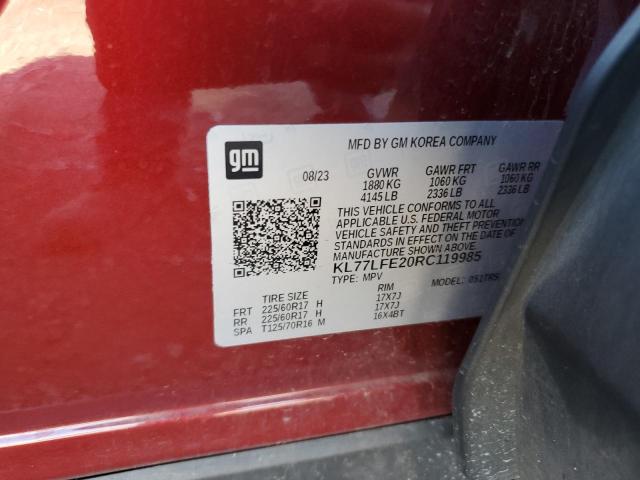 gm
MFD BY GM KOREA COMPANY
08/23 GVWR GAWR FRT GAWR RR
1880 KG 1060 KG 1060 KG
4145 LB 2336 LB 2336 LB
THIS VEHICLE CONFORMS TO ALL
APPLICABLE U.S. FEDERAL MOTOR
VEHICLE SAFETY AND THEFT PREVENTION
STANDARDS IN EFFECT ON THE DATE OF
MANUFACTURE SHOWN ABOVE.
KL77LFE20RC119985
TYPE: MPV MODEL:
TIRE SIZE RIM
FRT 225/60R17 H 17X7J
RR 225/60R17 H 17X7J
SPA T125/70R16 M 16X4BT